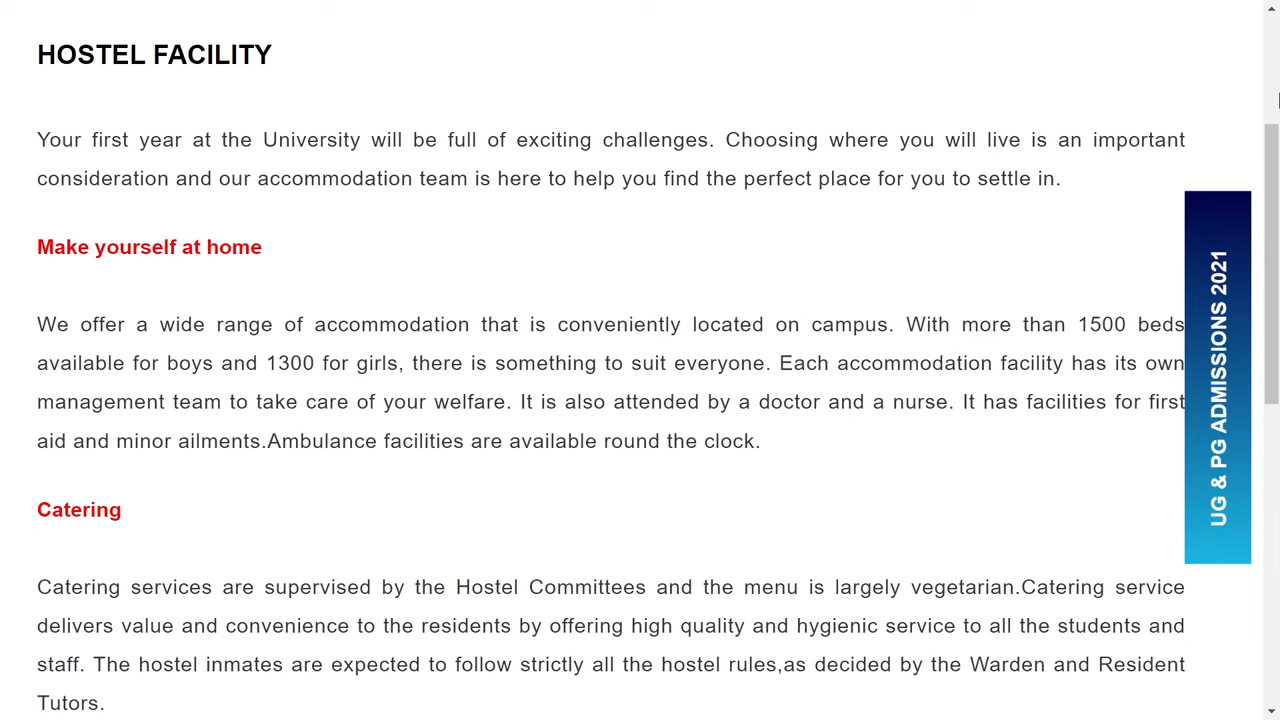 HOSTEL FACILITY
Your first year at the University will be full of exciting challenges. Choosing where you will live is an important
consideration and our accommodation team is here to help you find the perfect place for you to settle in.
Make yourself at home
We offer a wide range of accommodation that is conveniently located on campus. With more than 1500 beds
available for boys and 1300 for girls, there is something to suit everyone. Each accommodation facility has its own
management team to take care of your welfare. It is also attended by a doctor and a nurse. It has facilities for first
aid and minor ailments.Ambulance facilities are available round the clock.
Catering
Catering services are supervised by the Hostel Committees and the menu is largely vegetarian.Catering service
delivers value and convenience to the residents by offering high quality and hygienic service to all the students and
staff. The hostel inmates are expected to follow strictly all the hostel rules,as decided by the Warden and Resident
Tutors.
UG & PG ADMISSIONS 2021